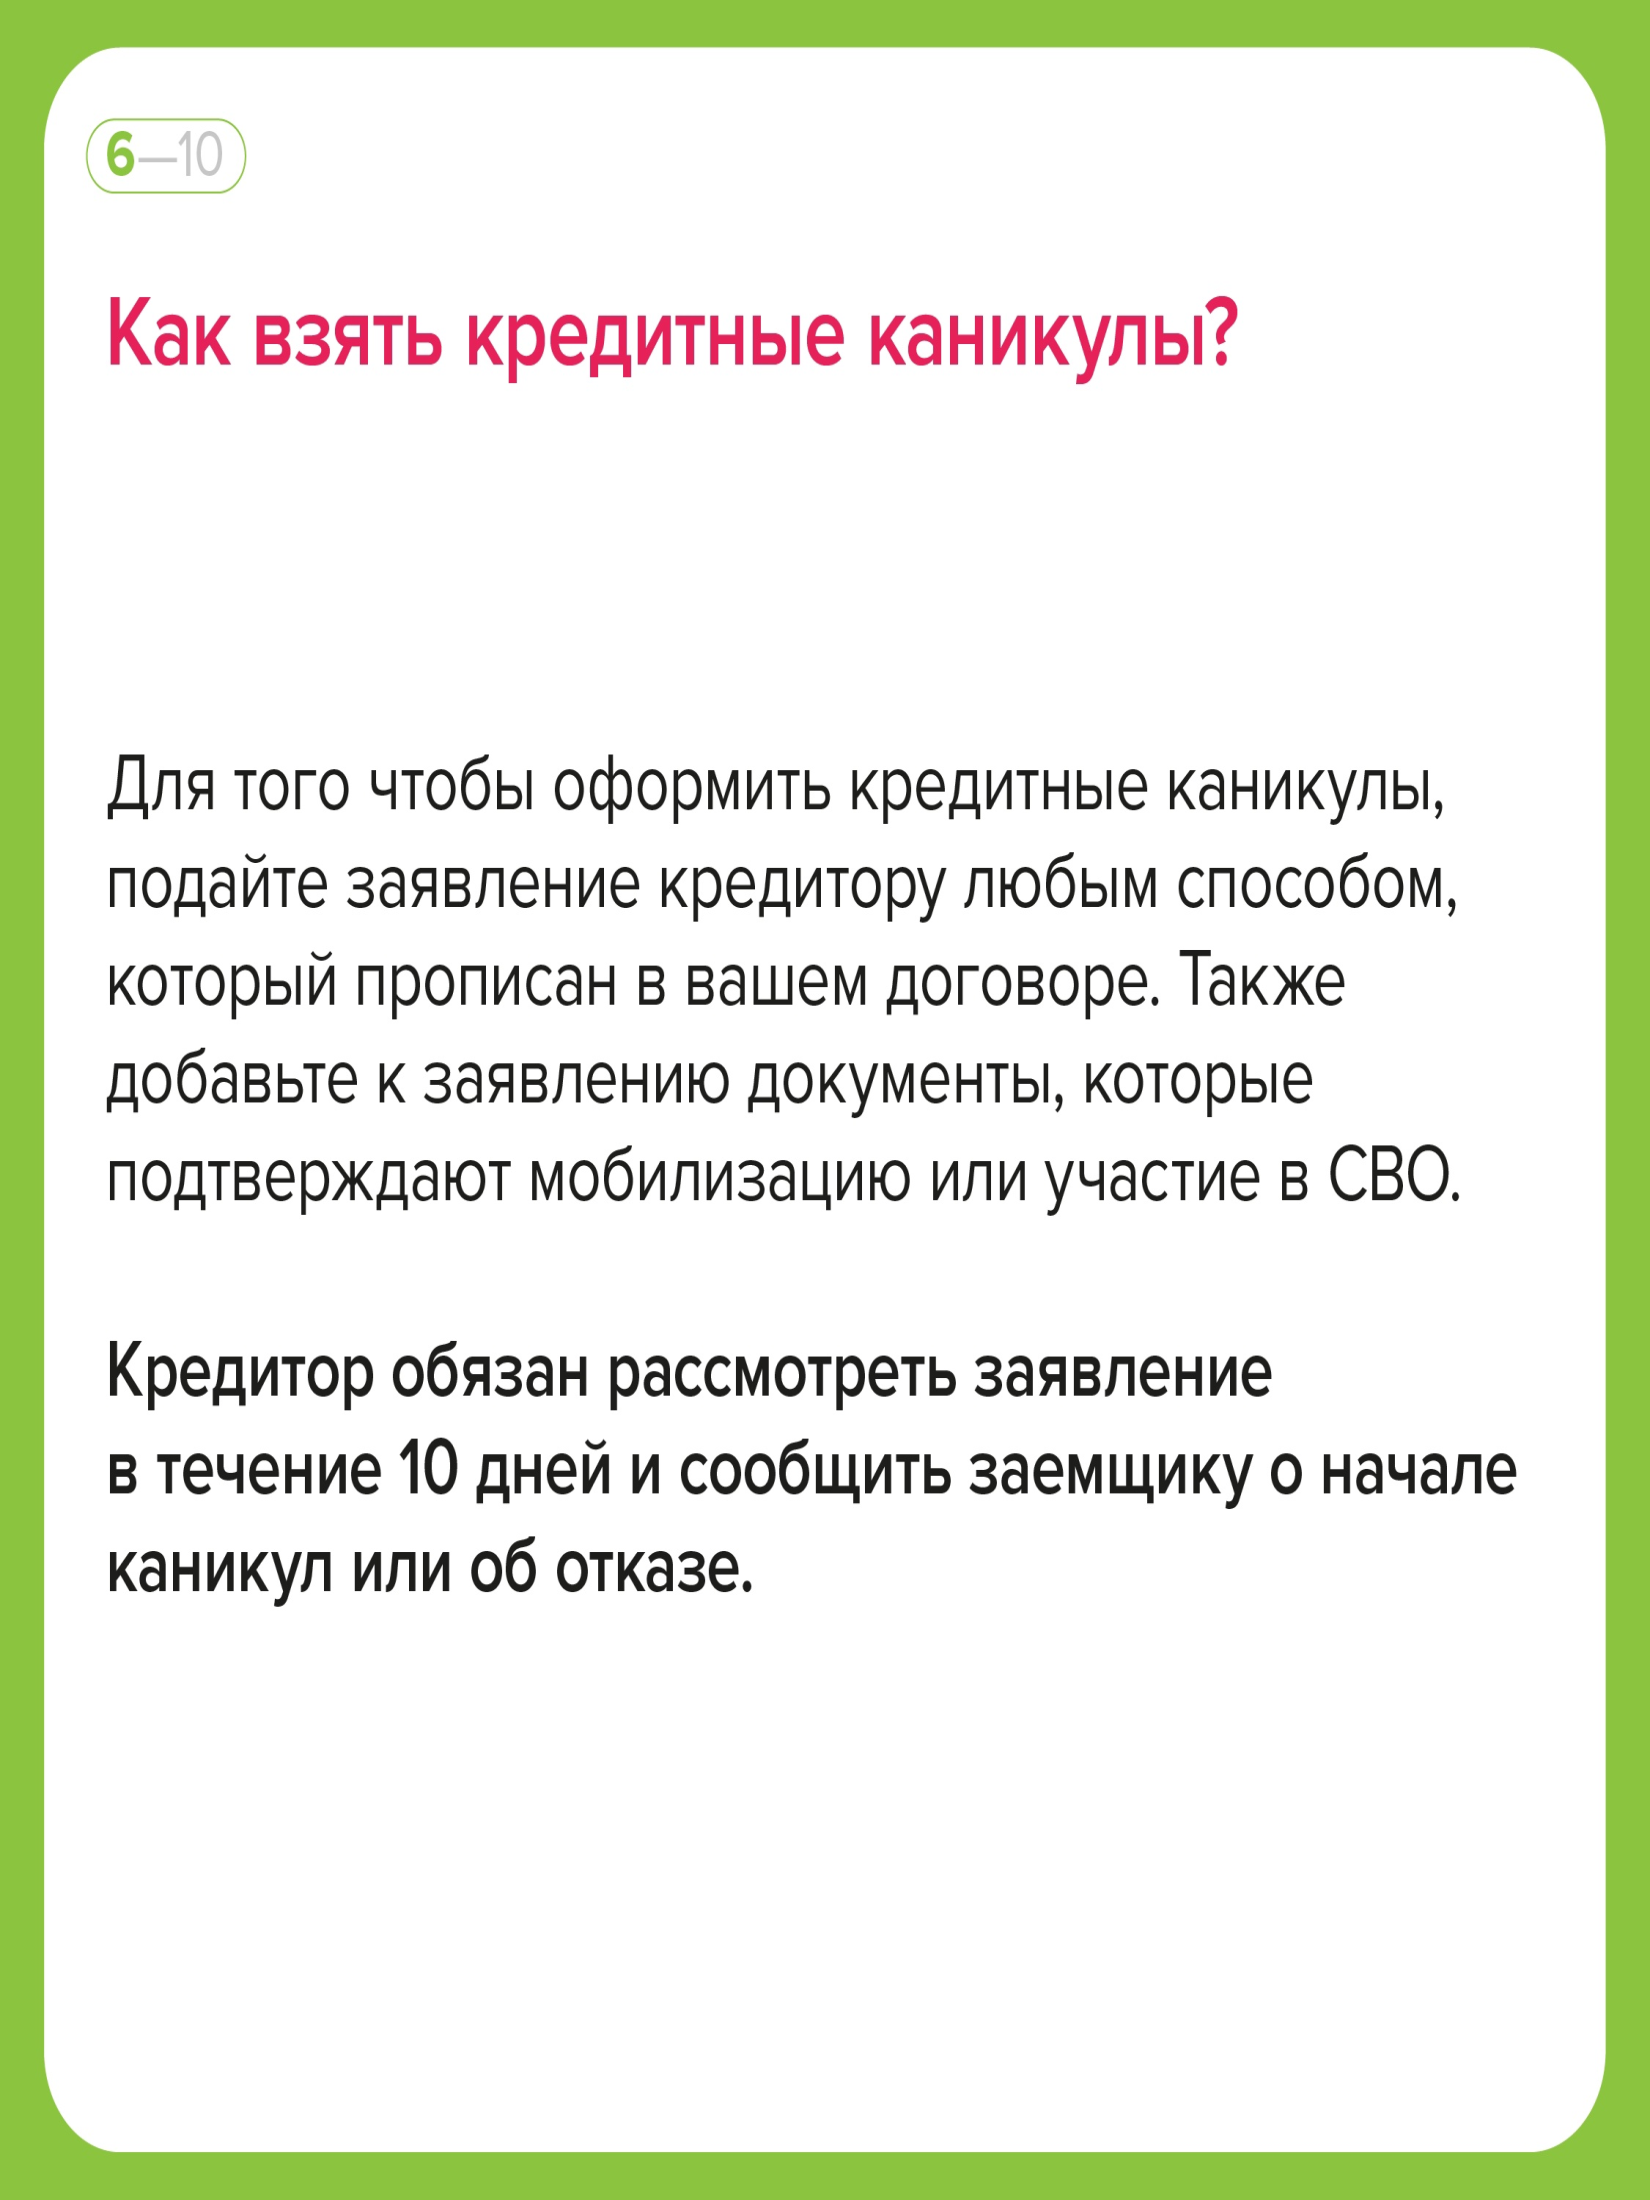 6—10
Как взять кредитные каникулы?
Для того чтобы оформить кредитные каникулы,
подайте заявление кредитору любым способом,
который прописан в вашем договоре. Также
добавьте к заявлению документы, которые
подтверждают мобилизацию или участие в СВО.
Кредитор обязан рассмотреть заявление
в течение 10 дней и сообщить заемщику о начале
каникул или об отказе.